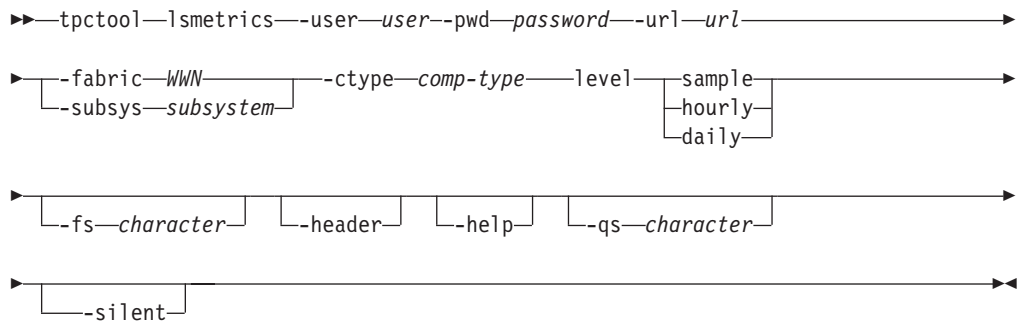 tpctool lsmetrics -user user -pwd password -url url
-fabric WWN -ctype comp-type level sample
-subsys subsystem hourly
daily
-fs character -header -help -qs character
-silent